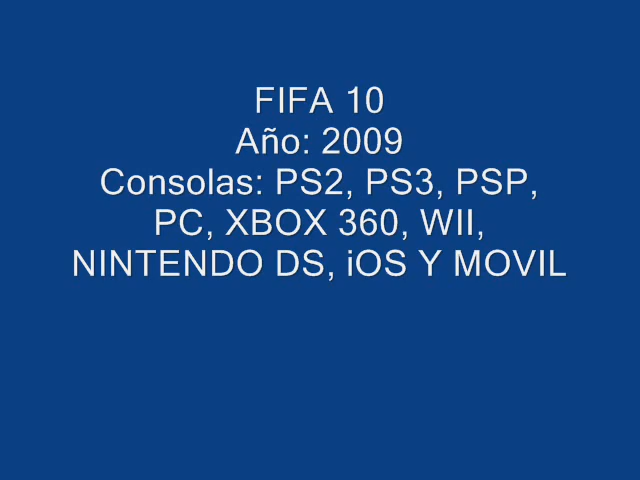 FIFA 10
Año: 2009
Consolas: PS2, PS3, PSP,
PC, XBOX 360, WII,
NINTENDO DS, iOS Y MOVIL